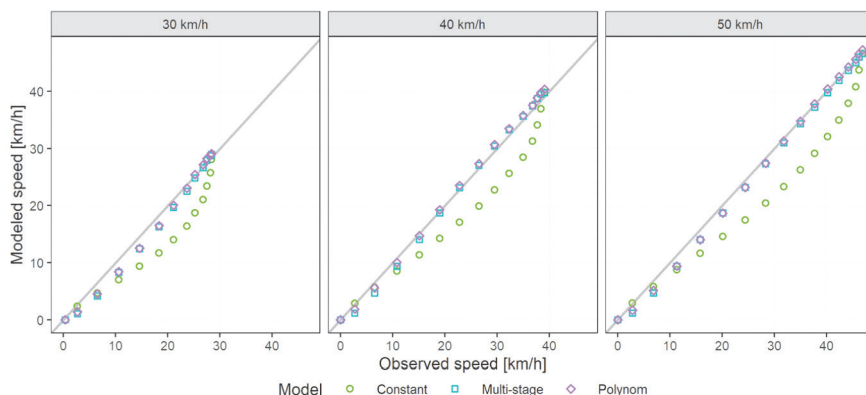 30 km/h 40 km/h 50 km/h
Modeled speed [km/h]
40
30
20
10
0
0 10 20 30 40 0 10 20 30 40 0 10 20 30 40
Observed speed [km/h]
Model Constant Multi-stage Polynom